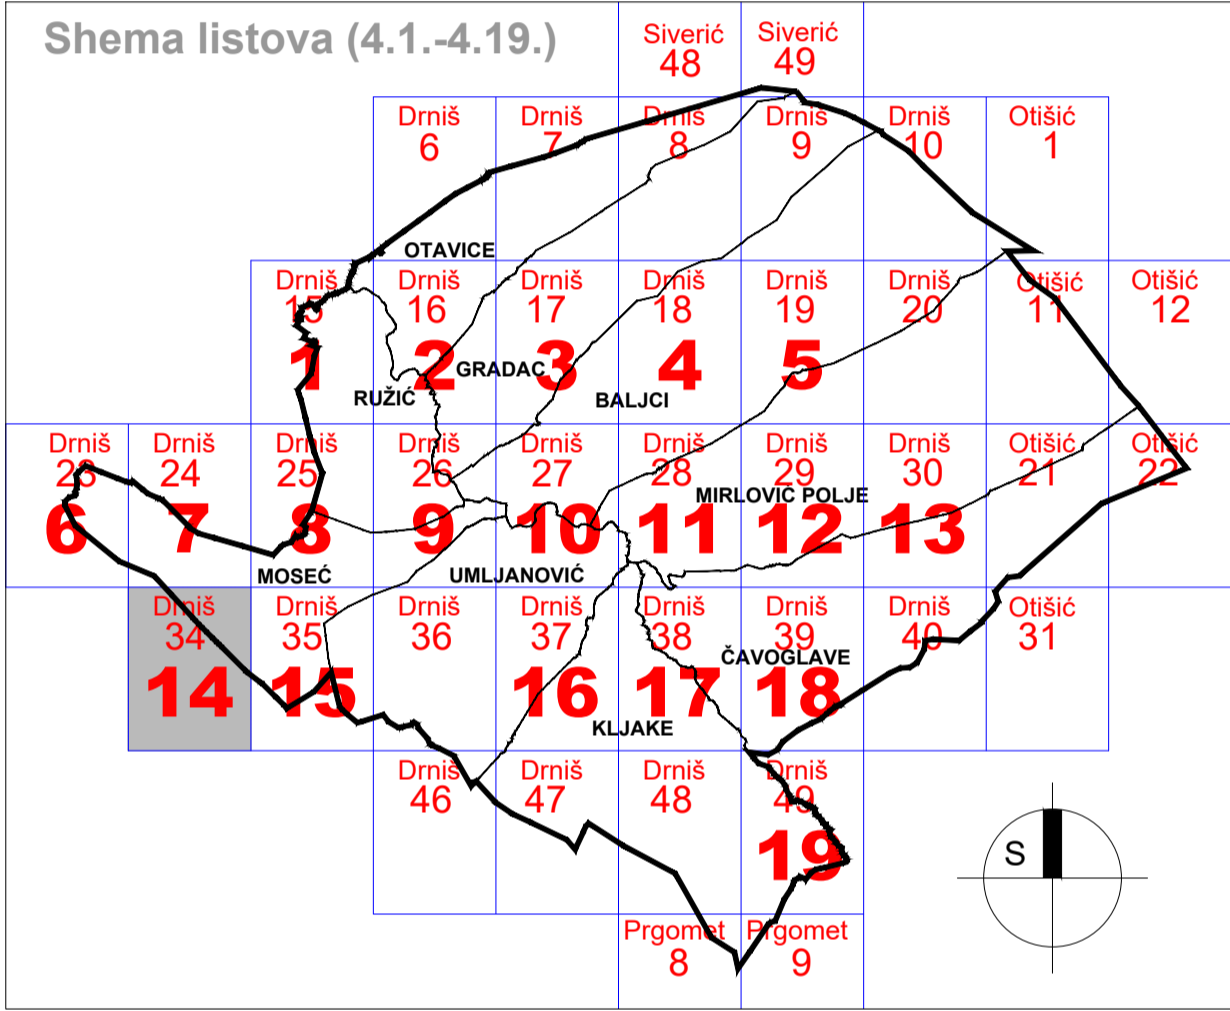 Shema listova (4.1.-4.19.)
Siverić
48
Siverić
49
Drniš
6
Drniš
7
Drniš
8
Drniš
9
Drniš
10
Otišić
1
OTAVICE
Drniš
15
1
Drniš
16
2
Drniš
17
3
Drniš
18
4
Drniš
19
5
Drniš
20
Otišić
11
Otišić
12
GRADAC
RUŽIĆ
BALJCI
Drniš
23
6
Drniš
24
7
Drniš
25
8
Drniš
26
9
Drniš
27
10
Drniš
28
11
Drniš
29
12
Drniš
30
13
Otišić
21
Otišić
22
MIRLOVIĆ POLJE
MOSEĆ
UMLJANOVIĆ
Drniš
34
14
Drniš
35
15
Drniš
36
Drniš
37
16
Drniš
38
17
Drniš
39
18
Drniš
40
Otišić
31
ČAVOGLAVE
KLJAKE
Drniš
46
Drniš
47
Drniš
48
Drniš
49
19
S
Prgomet
8
Prgomet
9